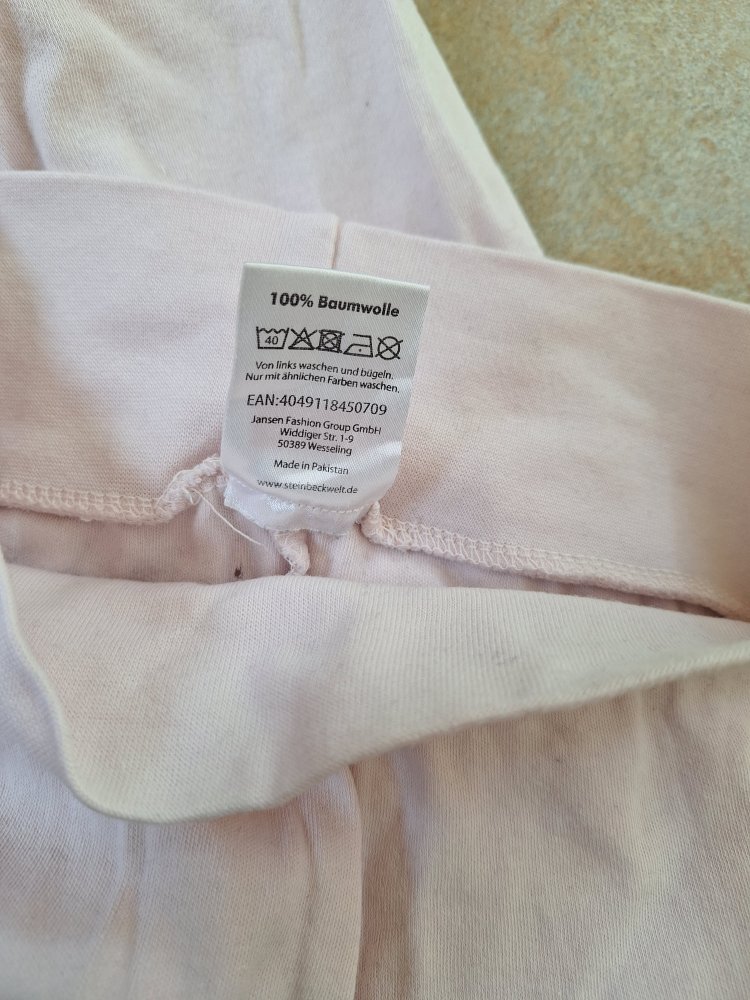 100% Baumwolle
40
Von links waschen und bügeln.
Nur mit ähnlichen Farben waschen.
EAN:4049118450709
Jansen Fashion Group GmbH
Widdiger Str. 1-9
50389 Wesseling
Made in Pakistan
www.steinbeckwelt.de